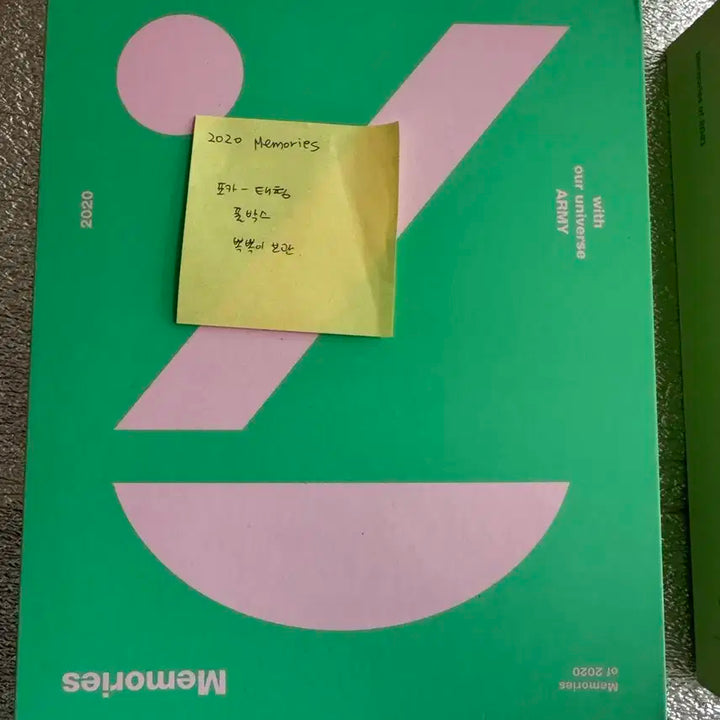 2020 Memories
포카 - 태형
풀박스
뽁뽁이 보관
2020
with
our universe
ARMY
Memories
Memories
of 2020